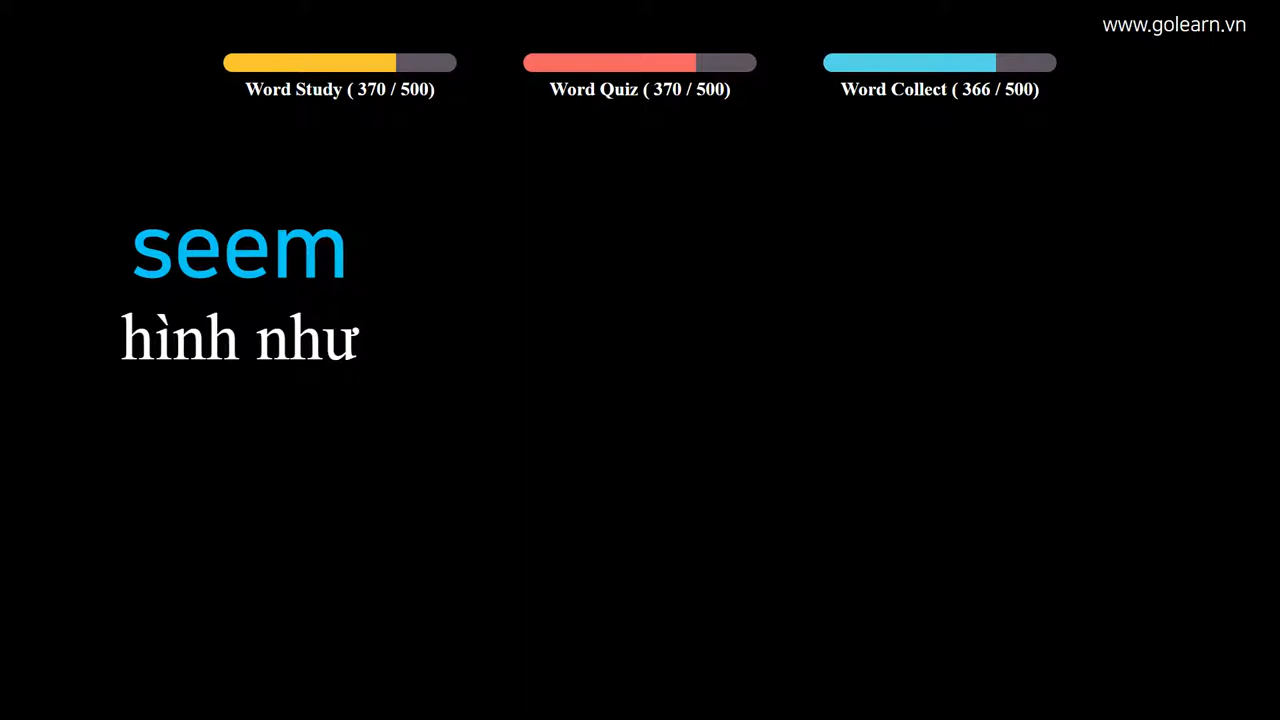 www.golearn.vn
Word Study ( 370 / 500)
Word Quiz ( 370 / 500)
Word Collect ( 366 / 500)
seem
hình như